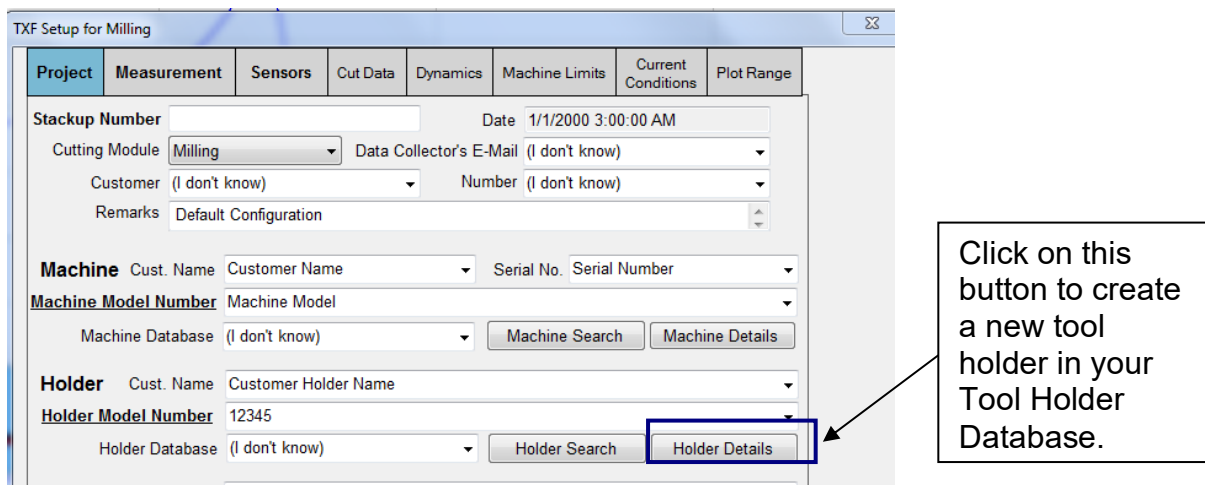 TXF Setup for Milling
Project Measurement Sensors Cut Data Dynamics Machine Limits Current Conditions Plot Range
Stackup Number Date 1/1/2000 3:00:00 AM
Cutting Module Milling Data Collector's E-Mail (I don't know)
Customer (I don't know) Number (I don't know)
Remarks Default Configuration
Machine Cust. Name Customer Name Serial No. Serial Number
Machine Model Number Machine Model
Machine Database (I don't know) Machine Search Machine Details
Holder Cust. Name Customer Holder Name
Holder Model Number 12345
Holder Database (I don't know) Holder Search Holder Details
Click on this
button to create
a new tool
holder in your
Tool Holder
Database.